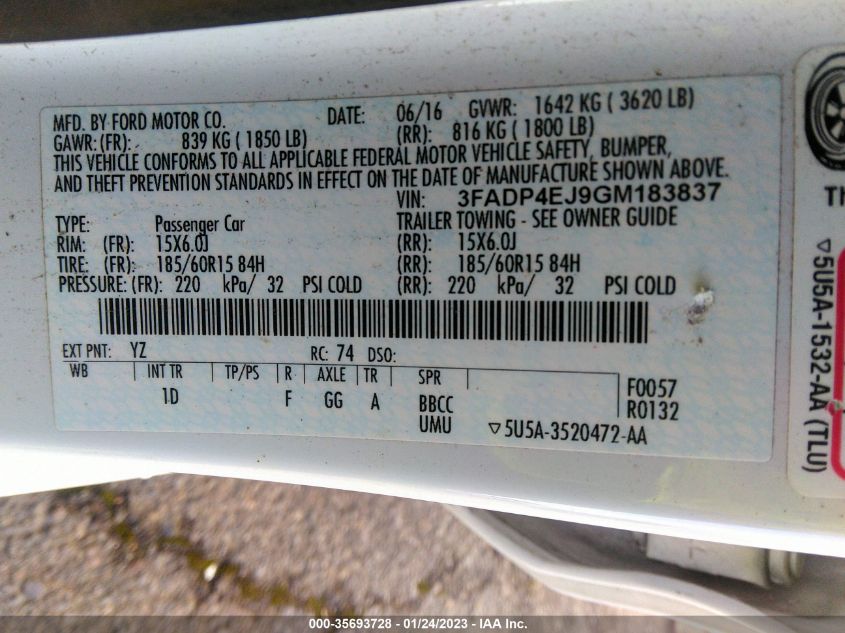 MFD. BY FORD MOTOR CO. DATE: 06/16 GVWR: 1642 KG ( 3620 LB)
GAWR: (FR): 839 KG ( 1850 LB) (RR): 816 KG ( 1800 LB)
THIS VEHICLE CONFORMS TO ALL APPLICABLE FEDERAL MOTOR VEHICLE SAFETY, BUMPER,
AND THEFT PREVENTION STANDARDS IN EFFECT ON THE DATE OF MANUFACTURE SHOWN ABOVE.
VIN: 3FADP4EJ9GM183837
TYPE: Passenger Car TRAILER TOWING - SEE OWNER GUIDE
RIM: (FR): 15X6.0J (RR): 15X6.0J
TIRE: (FR): 185/60R15 84H (RR): 185/60R15 84H
PRESSURE: (FR): 220 kPa/ 32 PSI COLD (RR): 220 kPa/ 32 PSI COLD
EXT PNT: YZ RC: 74 DSO:
WB INT TR TP/PS R AXLE TR SPR
1D F GG A BBCC
UMU
F0057
R0132
▽5U5A-3520472-AA
▽5U5A-1532-AA (TLU)
000-35693728 - 01/24/2023 - IAA Inc.